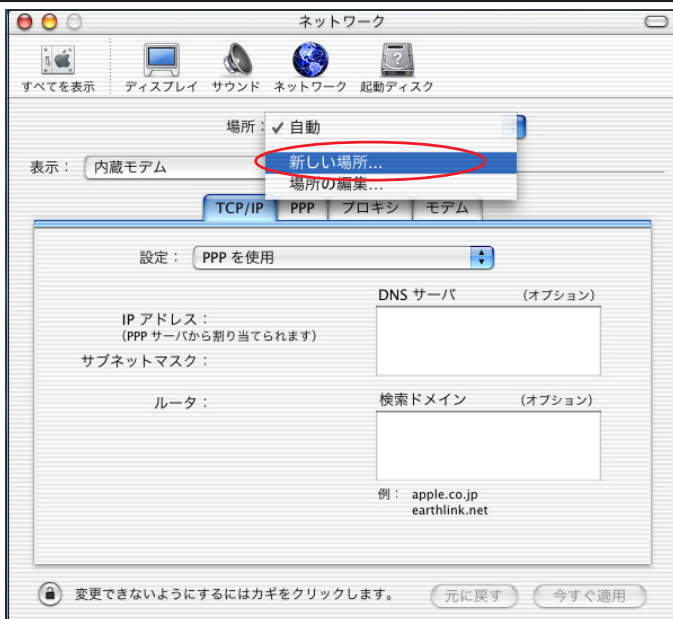 ネットワーク
すべてを表示 ディスプレイ サウンド ネットワーク 起動ディスク
場所： ✓ 自動
新しい場所...
場所の編集...
表示： 内蔵モデム
TCP/IP PPP プロキシ モデム
設定： PPP を使用
DNS サーバ (オプション)
IP アドレス：
(PPP サーバから割り当てられます)
サブネットマスク：
ルータ：
検索ドメイン (オプション)
例： apple.co.jp
earthlink.net
変更できないようにするにはカギをクリックします。 元に戻す 今すぐ適用